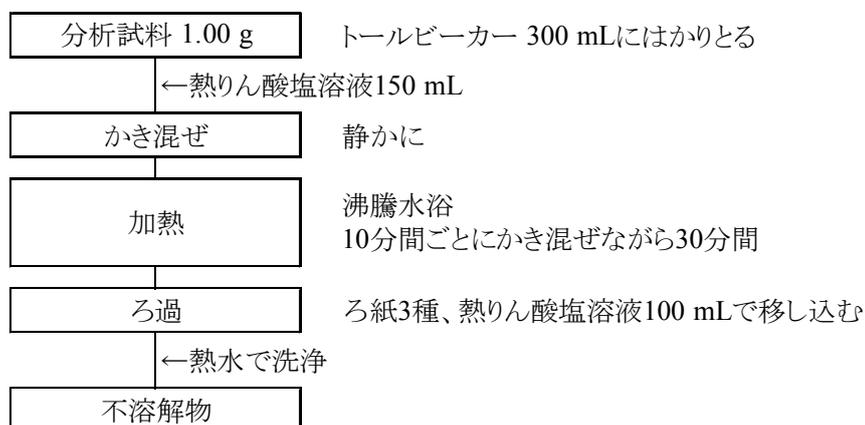 分析試料 1.00 g トールビーカー 300 mLにはかりとる
←熱りん酸塩溶液150 mL
かき混ぜ 静かに
加熱 沸騰水浴
10分間ごとにかき混ぜながら30分間
ろ過 ろ紙3種、熱りん酸塩溶液100 mLで移し込む
←熱水で洗浄
不溶解物